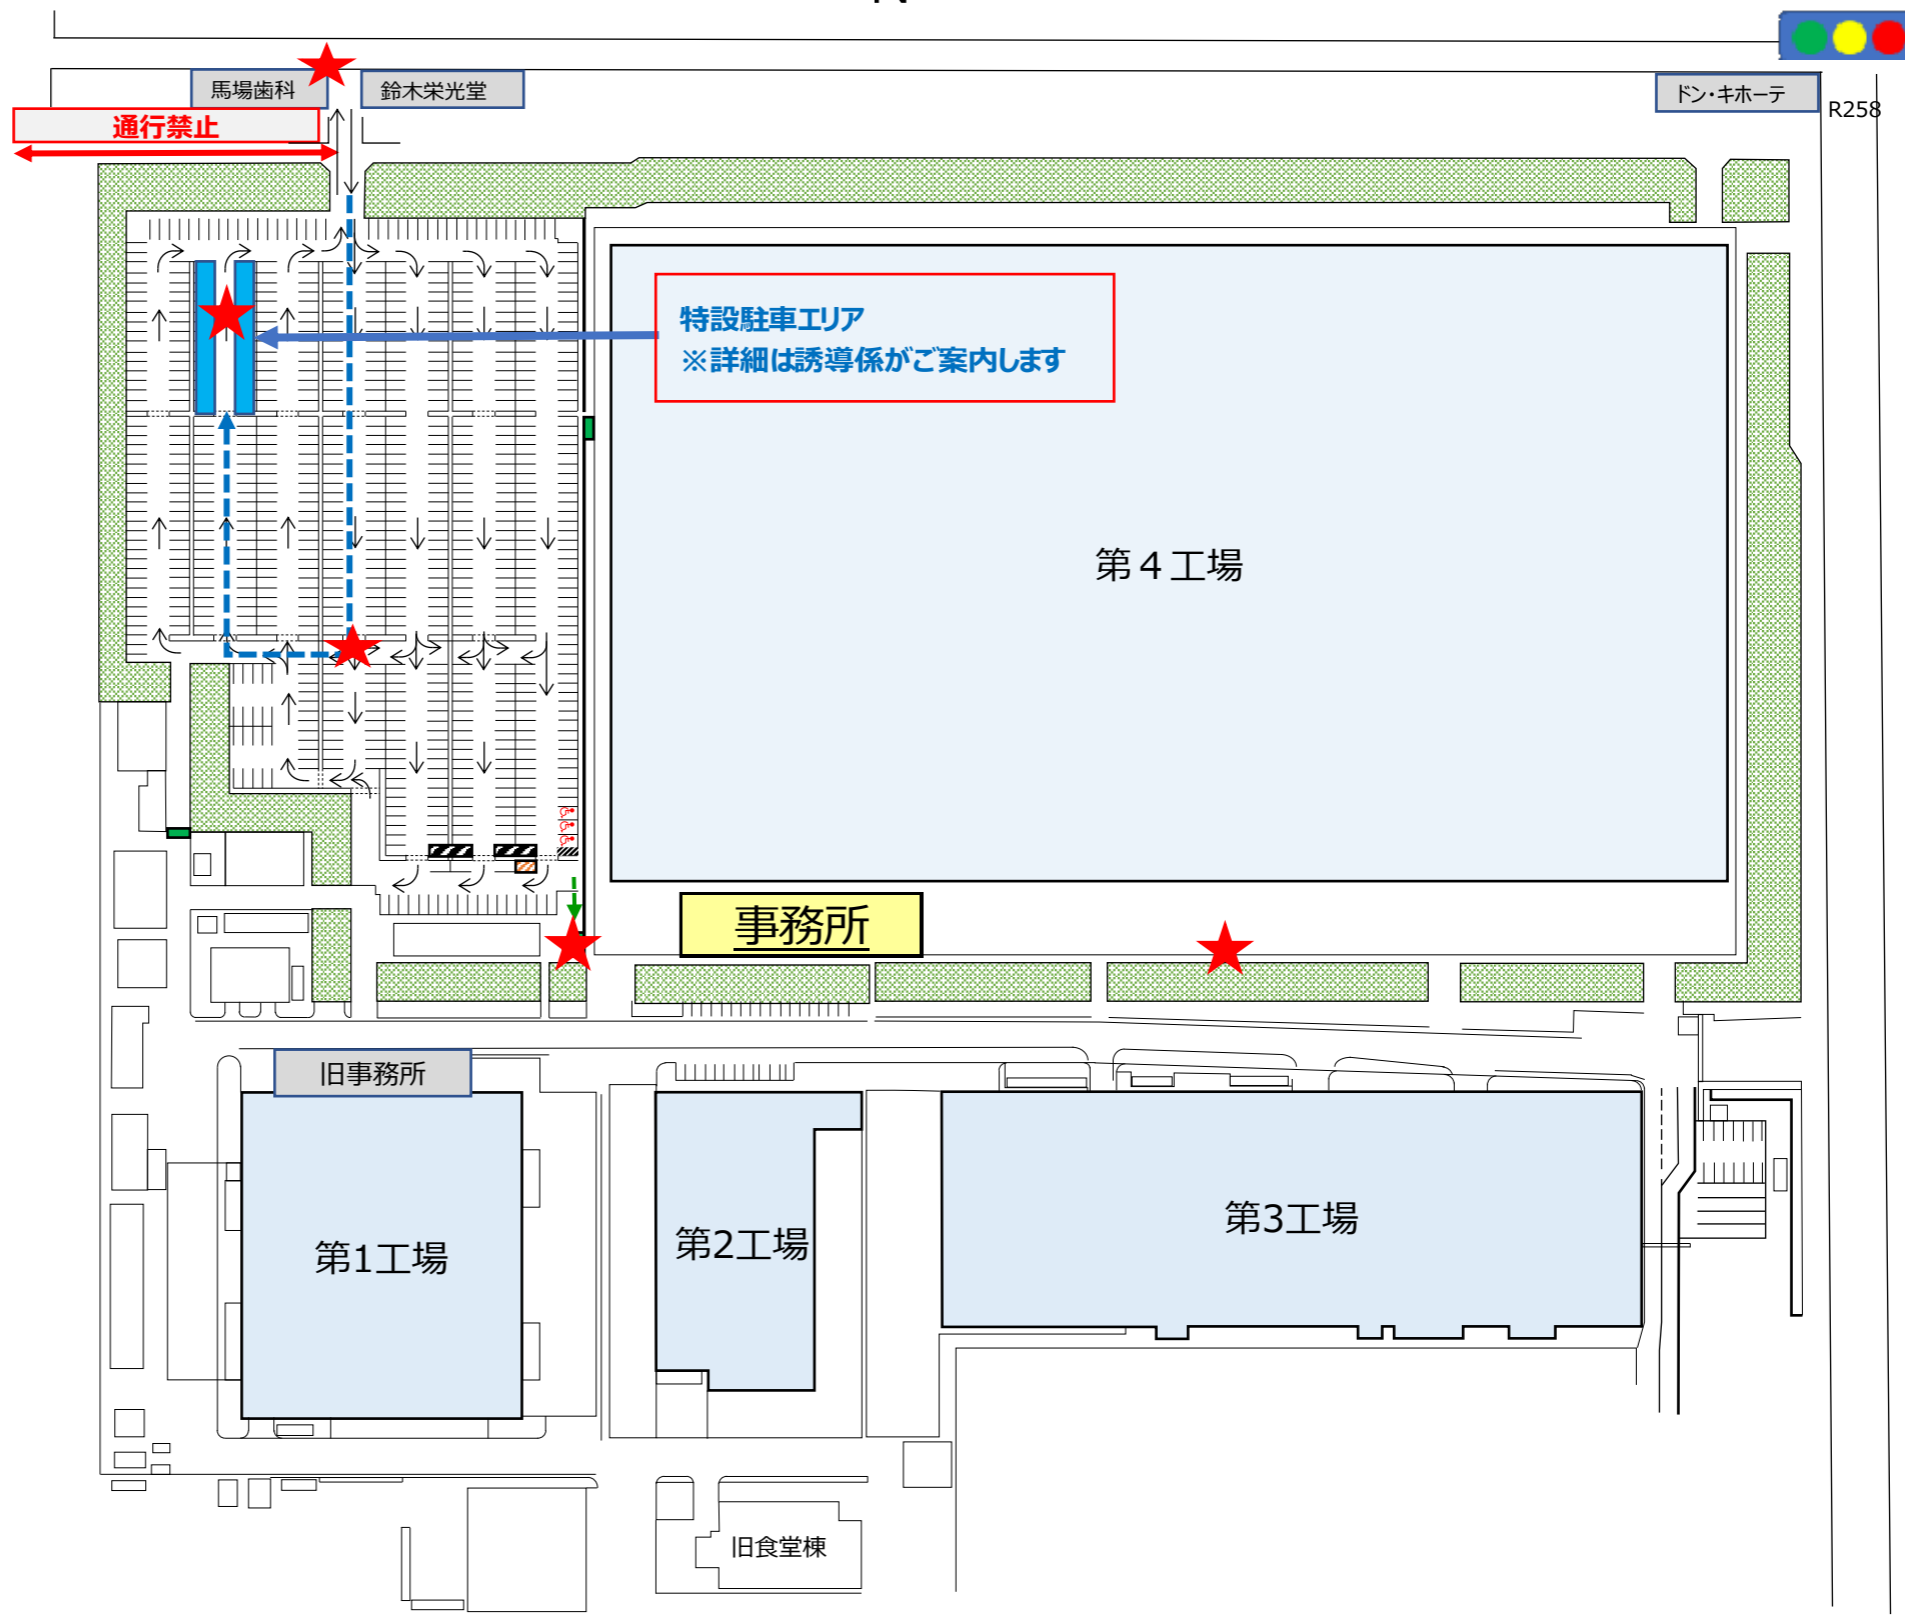 馬場歯科
鈴木栄光堂
ドン・キホーテ
R258
通行禁止
特設駐車エリア
※詳細は誘導係がご案内します
第４工場
事務所
旧事務所
第1工場
第2工場
第3工場
旧食堂棟